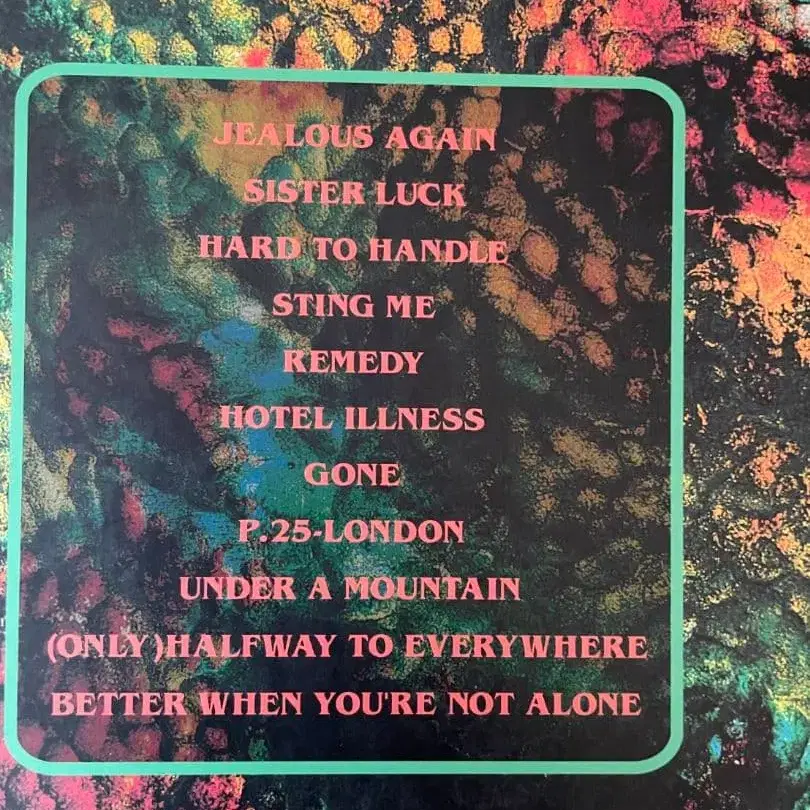 JEALOUS AGAIN
SISTER LUCK
HARD TO HANDLE
STING ME
REMEDY
HOTEL ILLNESS
GONE
P.25-LONDON
UNDER A MOUNTAIN
(ONLY)HALFWAY TO EVERYWHERE
BETTER WHEN YOU'RE NOT ALONE